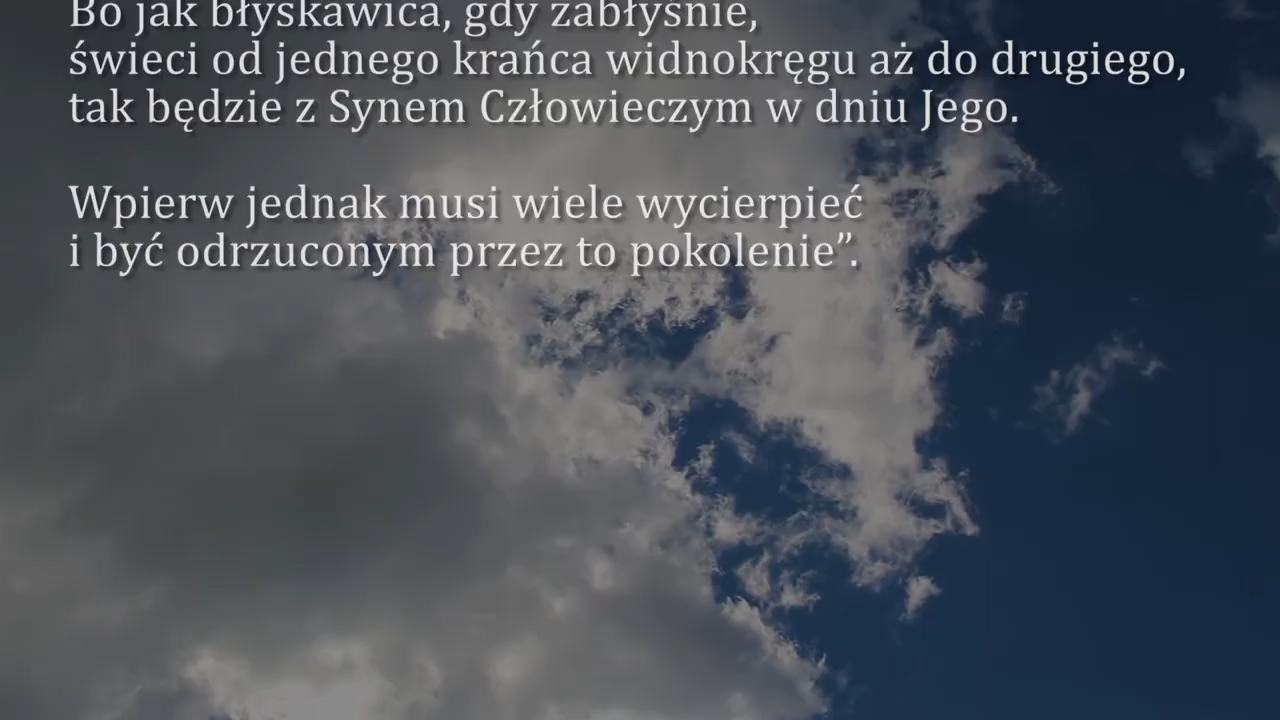 Bo jak błyskawica, gdy zabłyśnie,
świeci od jednego krańca widnokręgu aż do drugiego,
tak będzie z Synem Człowieczym w dniu Jego.
Wpierw jednak musi wiele wycierpieć
i być odrzuconym przez to pokolenie”.